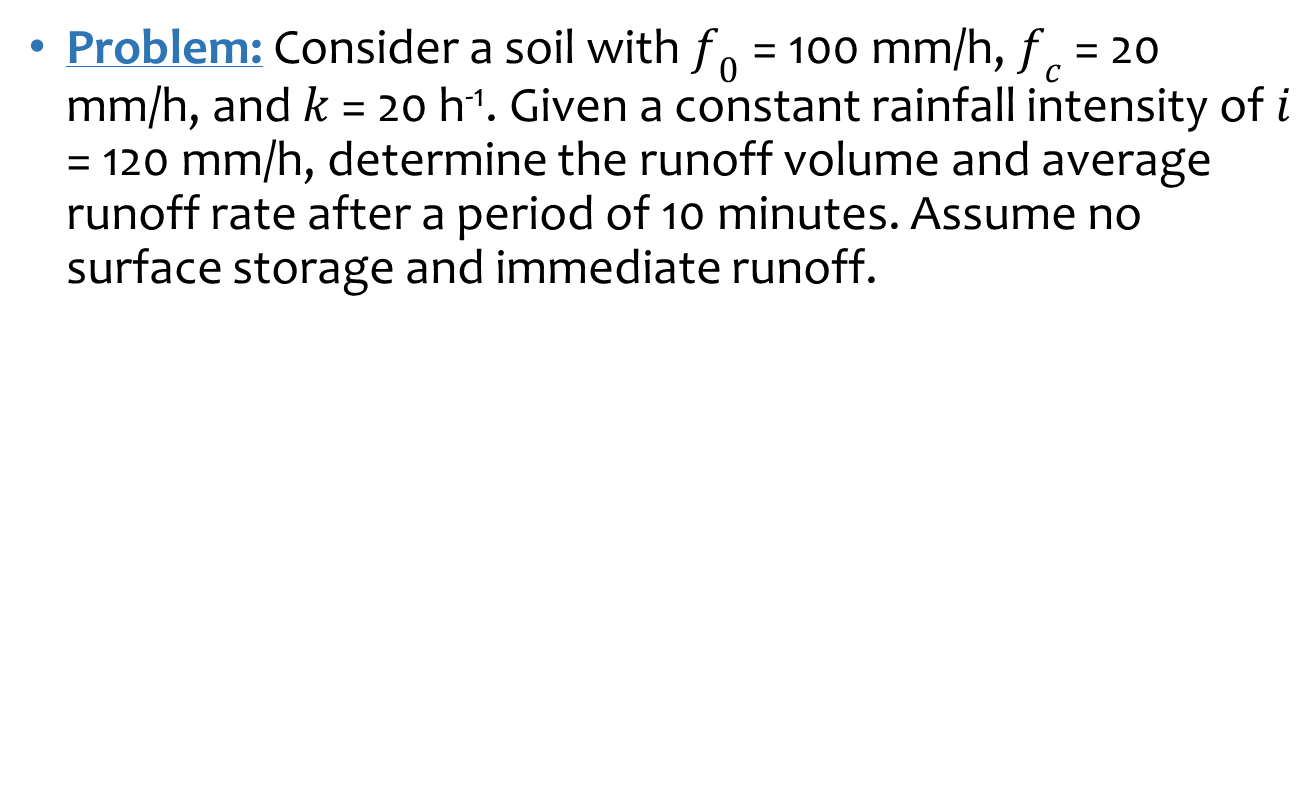 • Problem: Consider a soil with f₀ = 100 mm/h, f_c = 20
mm/h, and k = 20 h⁻¹. Given a constant rainfall intensity of i
= 120 mm/h, determine the runoff volume and average
runoff rate after a period of 10 minutes. Assume no
surface storage and immediate runoff.